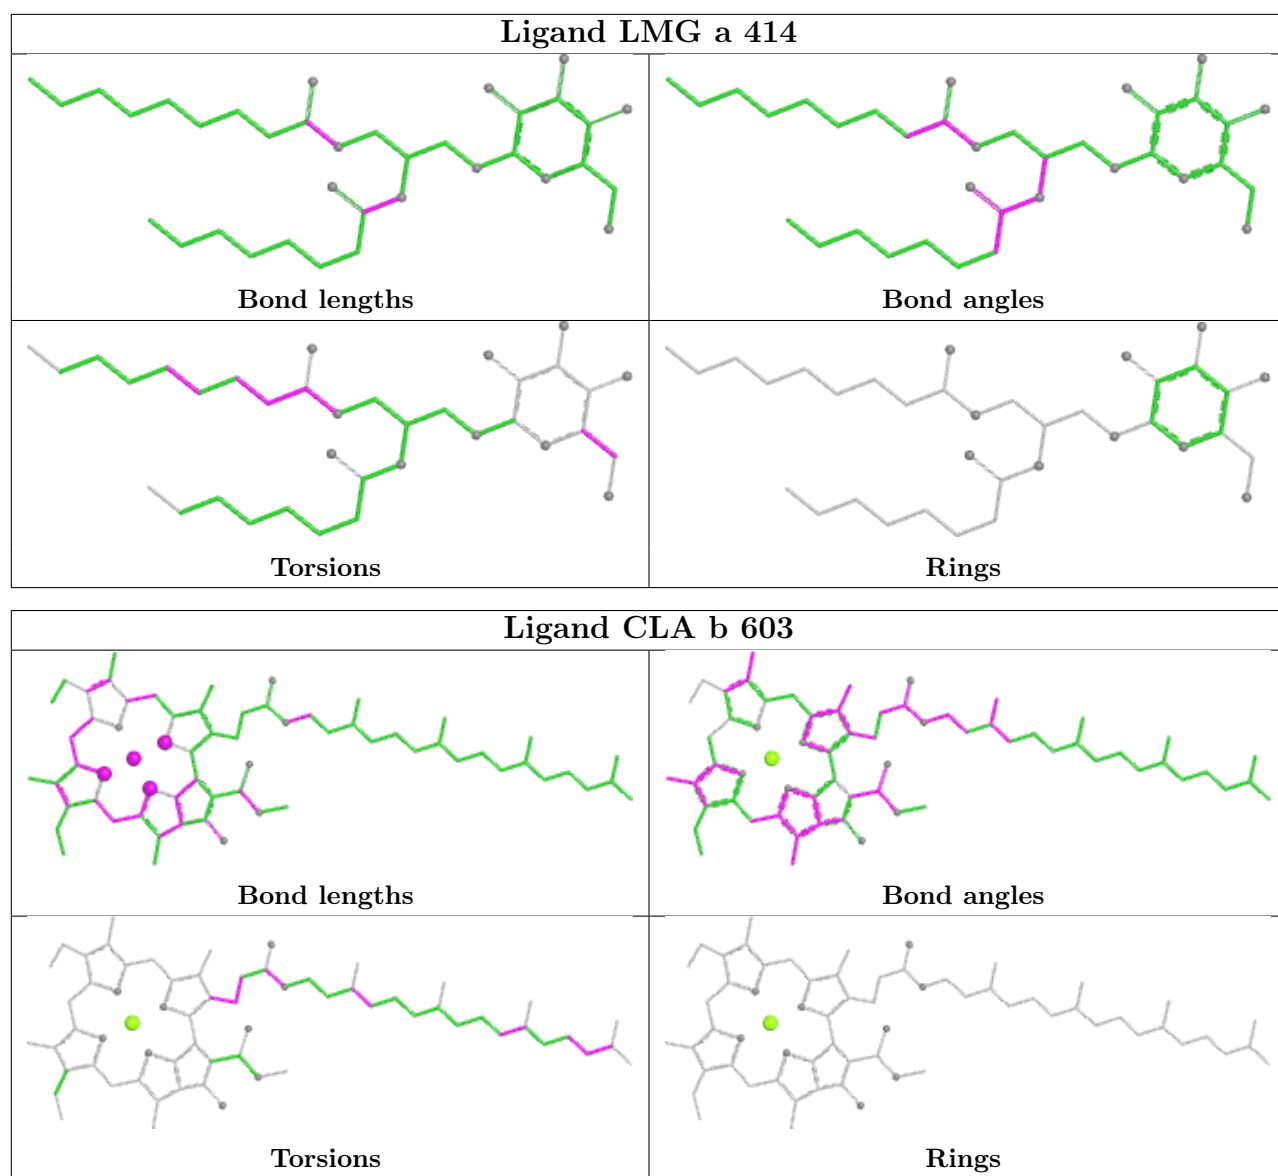 Ligand LMG a 414
Bond lengths
Bond angles
Torsions
Rings
Ligand CLA b 603
Bond lengths
Bond angles
Torsions
Rings